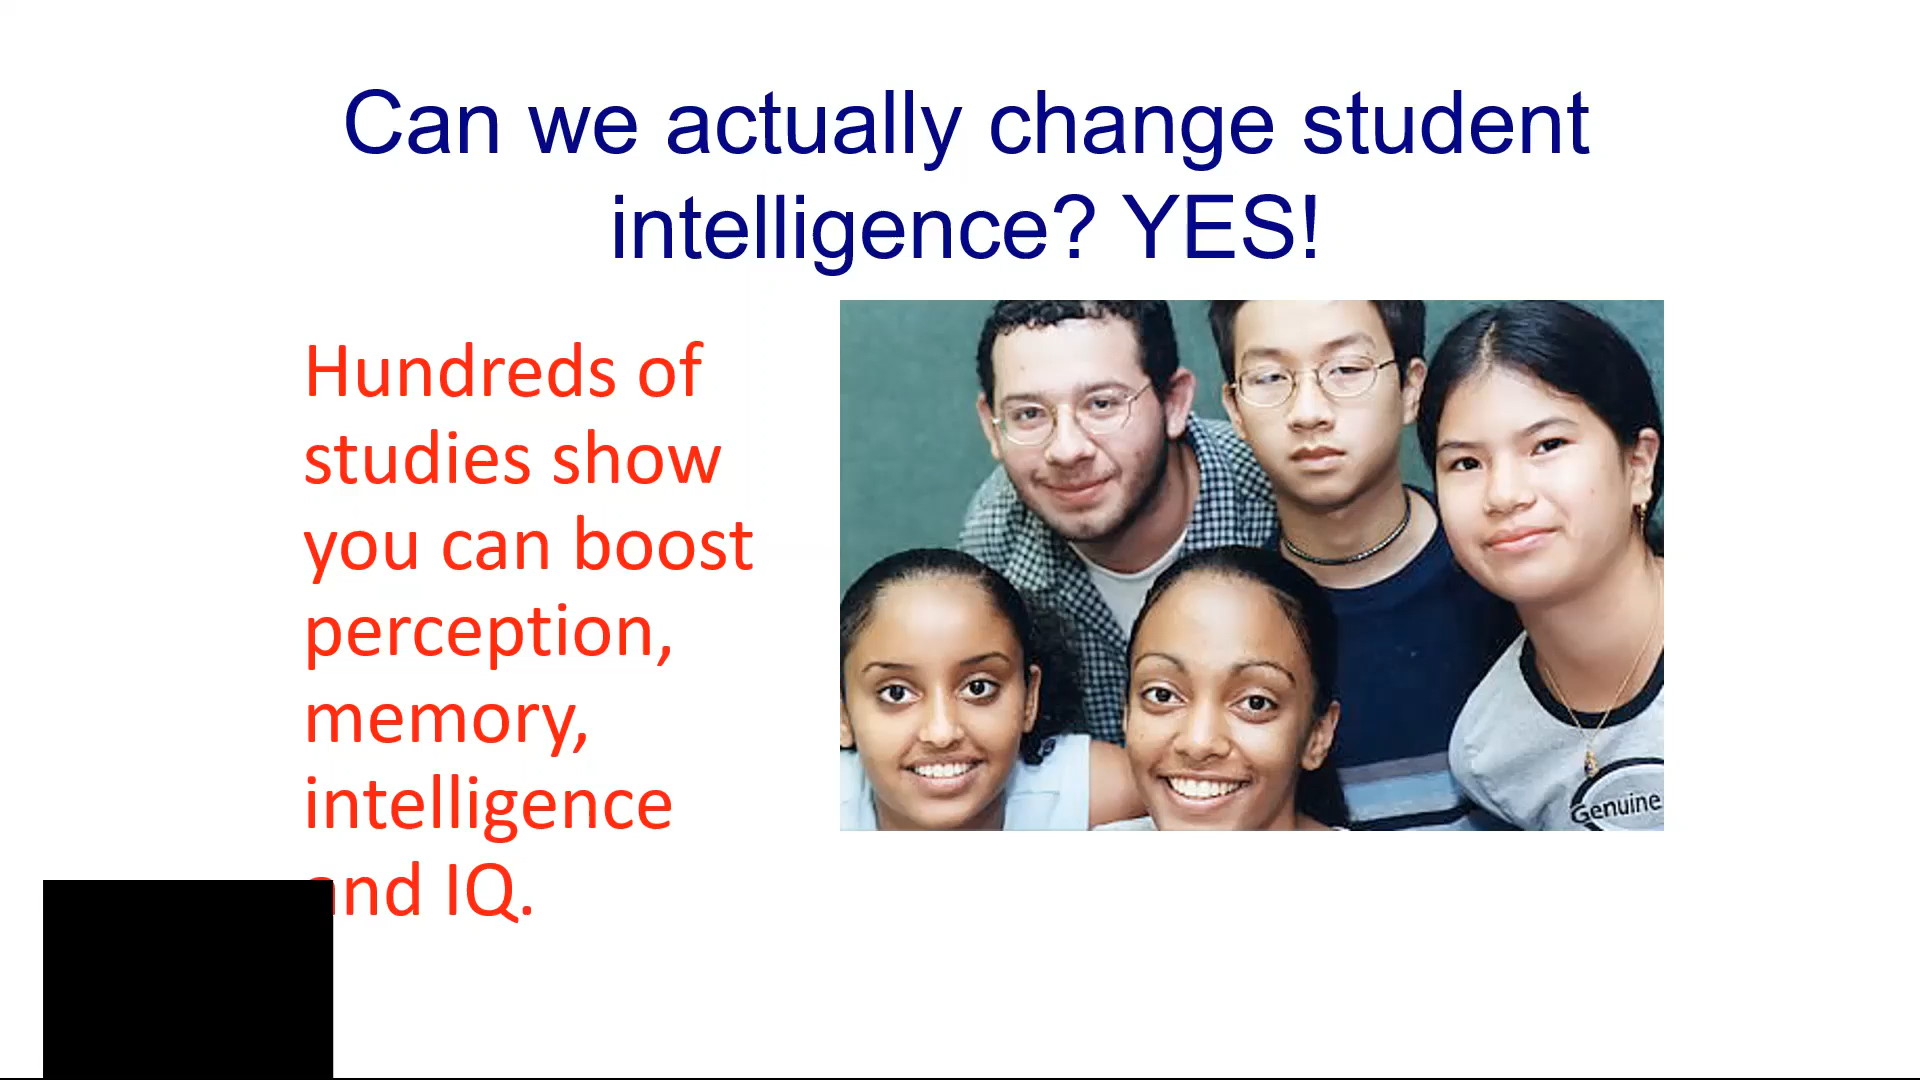 Can we actually change student
intelligence? YES!
Hundreds of
studies show
you can boost
perception,
memory,
intelligence
and IQ.
Genuine